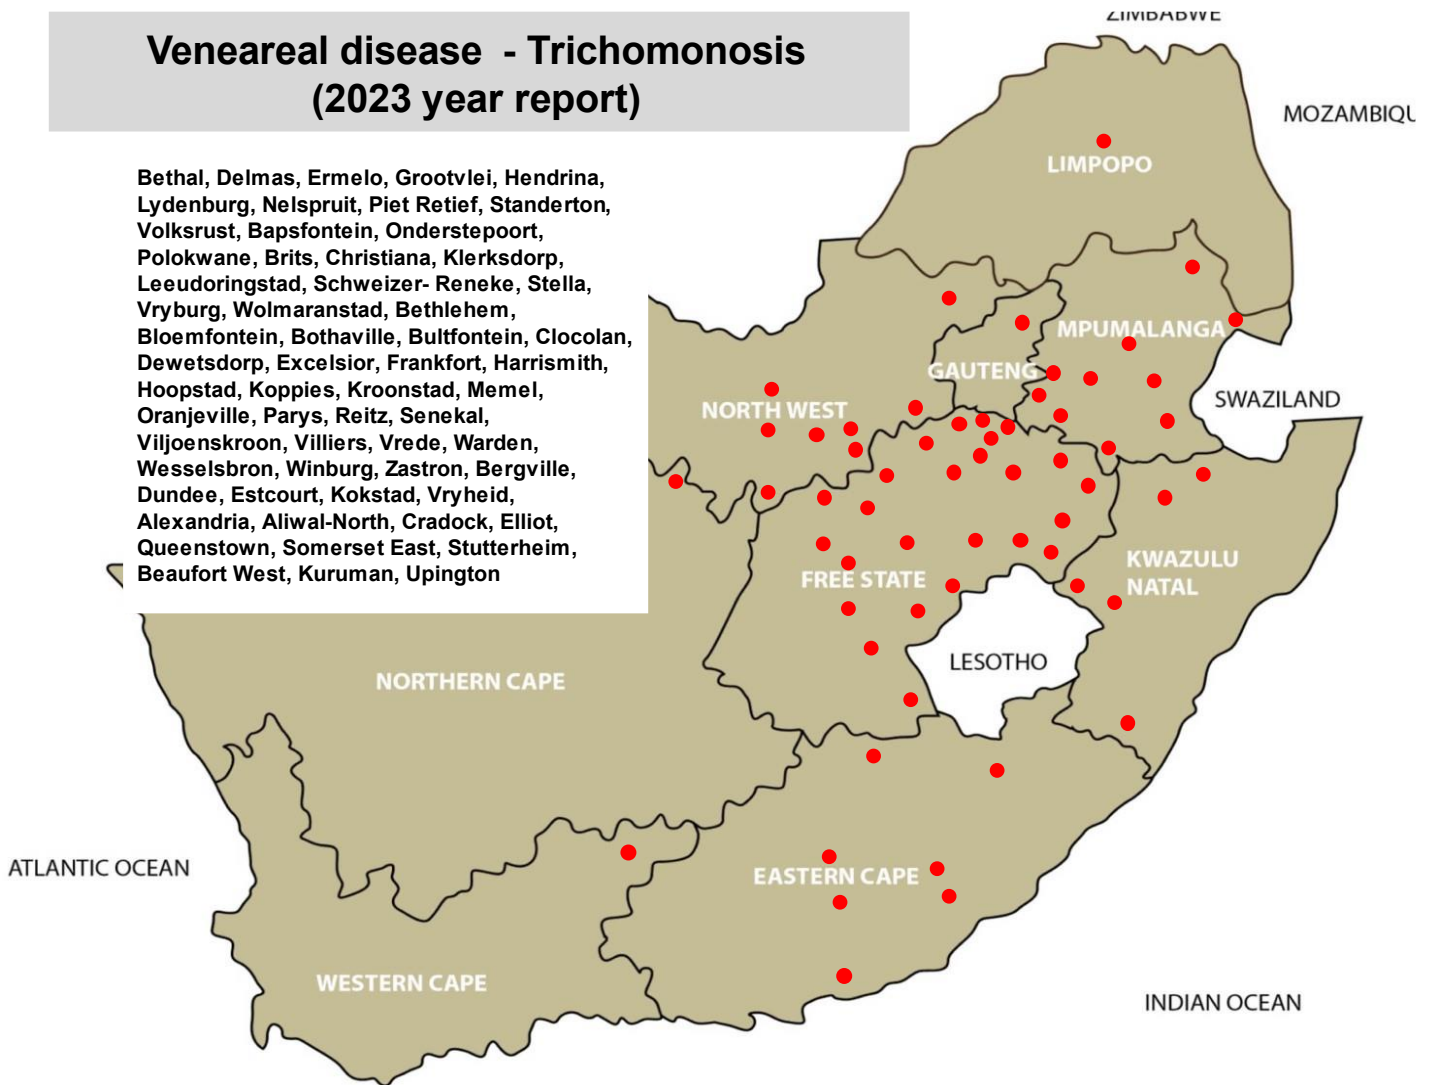 Veneareal disease - Trichomonosis
(2023 year report)
Bethal, Delmas, Ermelo, Grootvlei, Hendrina,
Lydenburg, Nelspruit, Piet Retief, Standerton,
Volksrust, Bapsfontein, Onderstepoort,
Polokwane, Brits, Christiana, Klerksdorp,
Leeudoringstad, Schweizer- Reneke, Stella,
Vryburg, Wolmaranstad, Bethlehem,
Bloemfontein, Bothaville, Bultfontein, Clocolan,
Dewetsdorp, Excelsior, Frankfort, Harrismith,
Hoopstad, Koppies, Kroonstad, Memel,
Oranjeville, Parys, Reitz, Senekal,
Viljoenskroon, Villiers, Vrede, Warden,
Wesselsbron, Winburg, Zastron, Bergville,
Dundee, Estcourt, Kokstad, Vryheid,
Alexandria, Aliwal-North, Cradock, Elliot,
Queenstown, Somerset East, Stutterheim,
Beaufort West, Kuruman, Upington
ZIMBABWE
MOZAMBIQU
LIMPOPO
MPUMALANGA
GAUTENG
SWAZILAND
NORTH WEST
KWAZULU
NATAL
FREE STATE
LESOTHO
NORTHERN CAPE
ATLANTIC OCEAN
EASTERN CAPE
WESTERN CAPE
INDIAN OCEAN